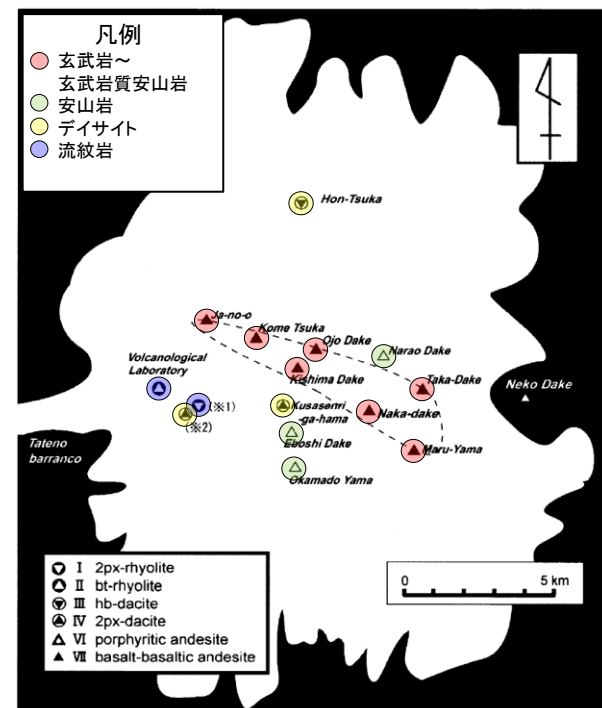 凡例
玄武岩～
玄武岩質安山岩
安山岩
デイサイト
流紋岩
Hon-Tsuka
Ja-no-o
Kome Tsuka
Ojo Dake
Narao Dake
Volcanological
Laboratory
Kishima Dake
Taka-Dake
Neko Dake
(※1)
Kusasenri
-ga-hama
Naka-dake
(※2)
Eboshi Dake
Tateno
barranco
Maru-Yama
Okamado Yama
I 2px-rhyolite
II bt-rhyolite
III hb-dacite
IV 2px-dacite
VI porphyritic andesite
VII basalt-basaltic andesite
0 5 km